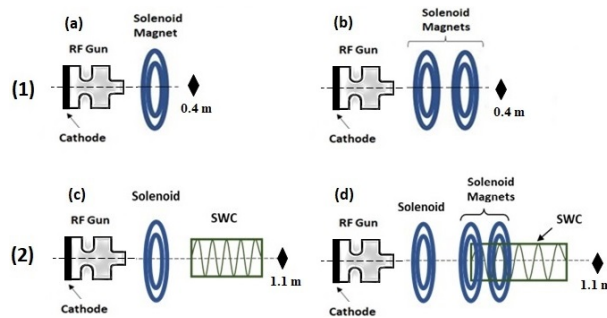 (a)
Solenoid
Magnet
RF Gun
(1)
0.4 m
Cathode
(b)
Solenoid
Magnets
RF Gun
0.4 m
Cathode
(c)
Solenoid
RF Gun
SWC
(2)
1.1 m
Cathode
(d)
Solenoid
Magnets
Solenoid
RF Gun
SWC
1.1 m
Cathode